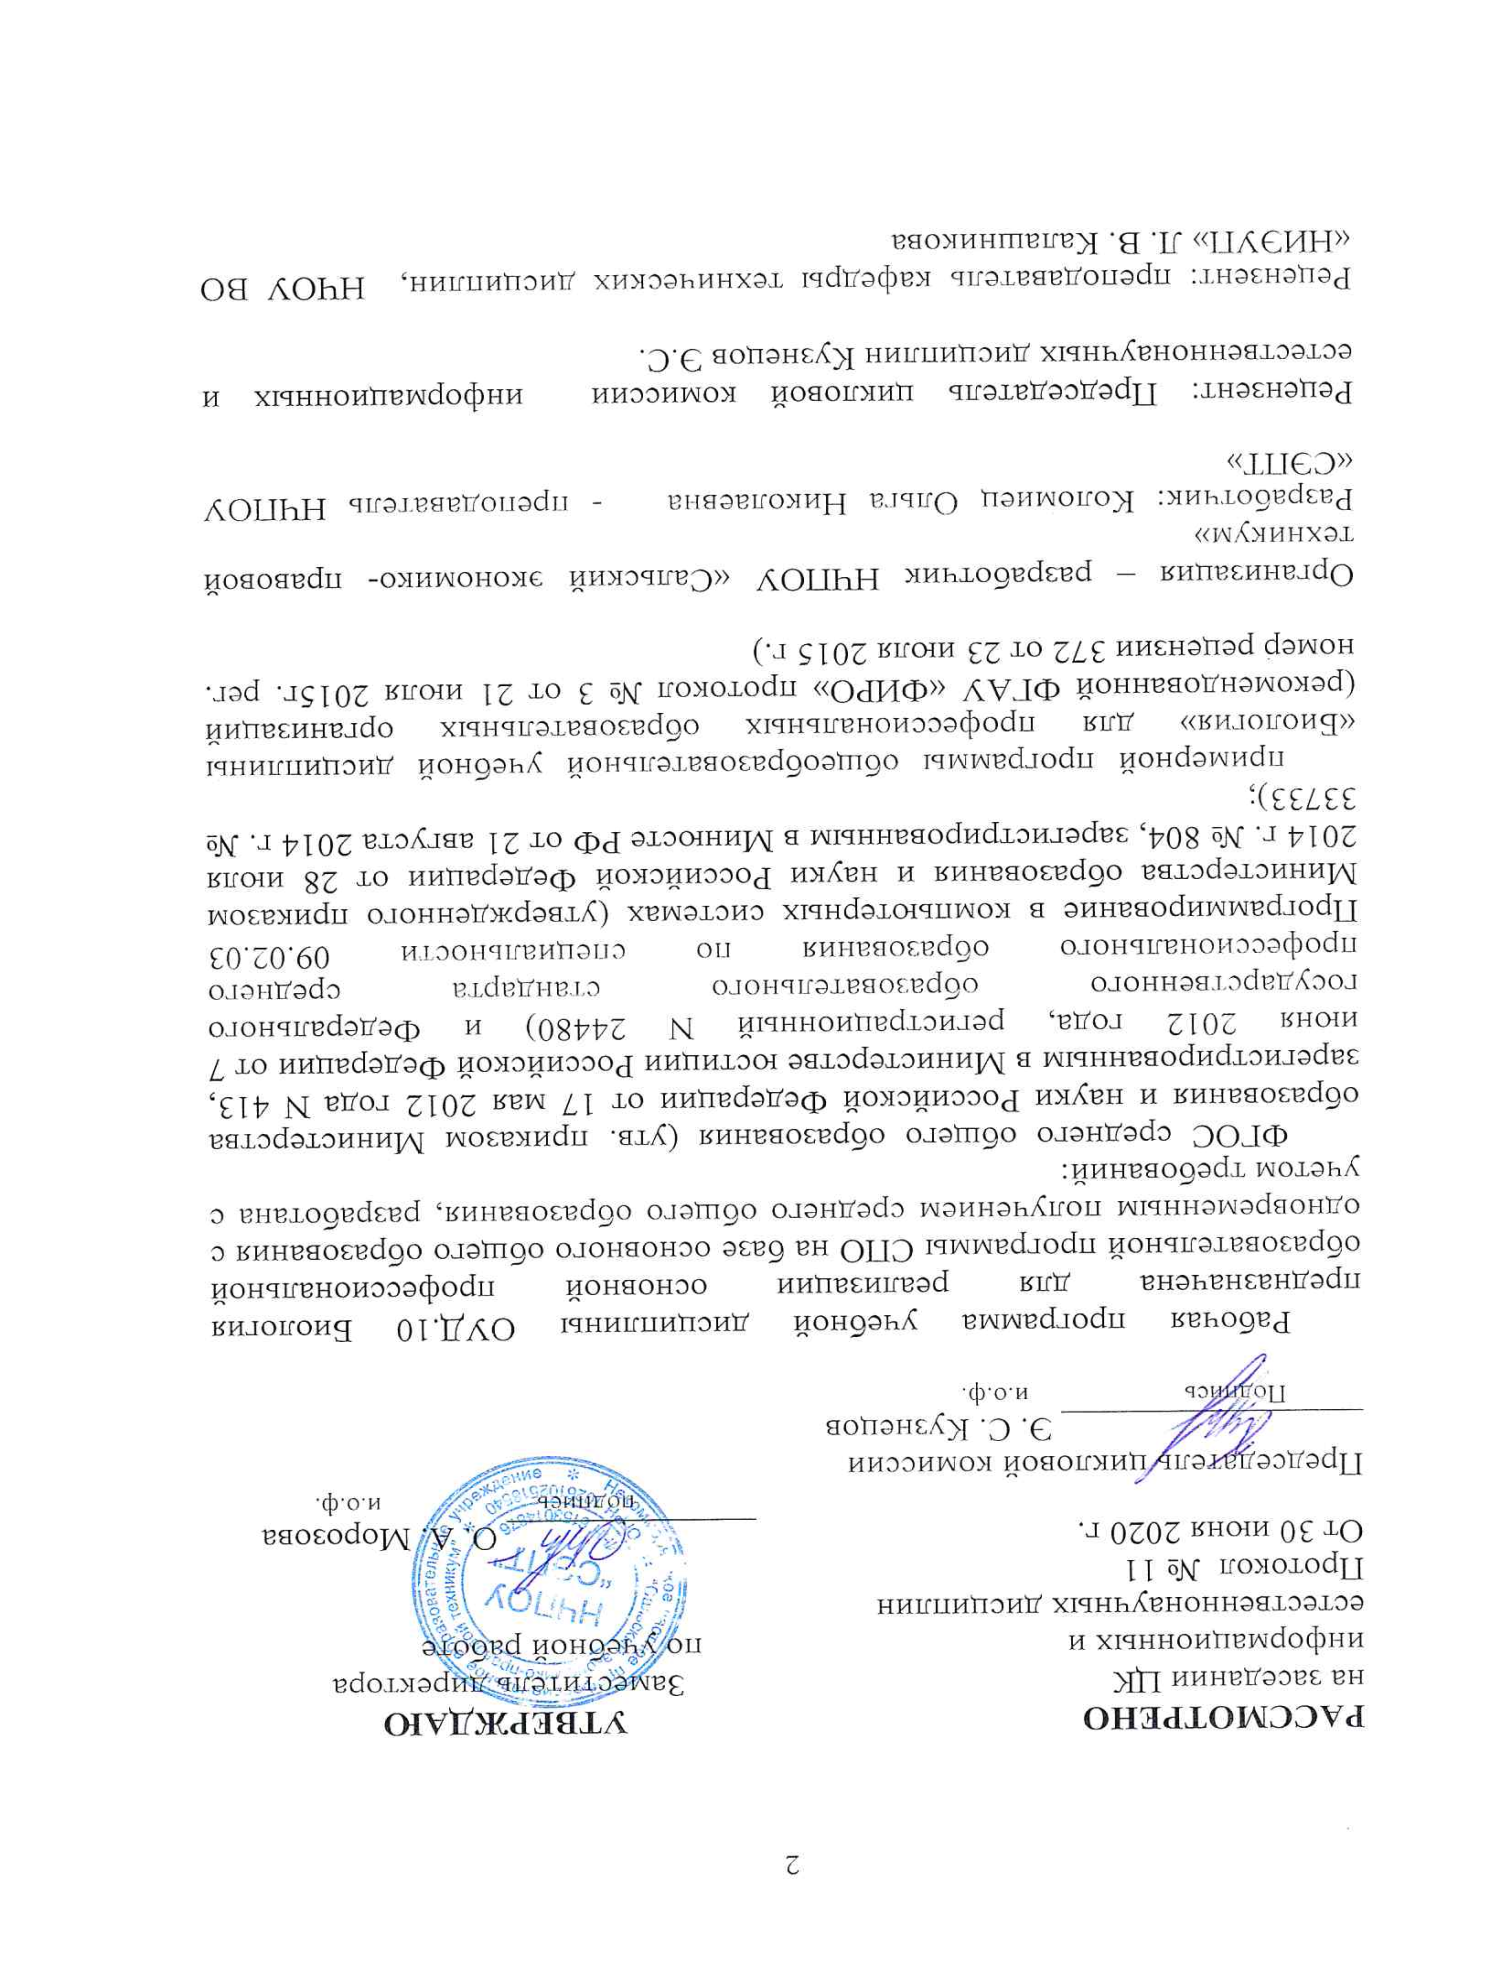 2
РАССМОТРЕНО
на заседании ЦК
информационных и
естественнонаучных дисциплин
Протокол № 11
От 30 июня 2020 г.
Председатель цикловой комиссии
Э. С. Кузнецов
Подпись и.о.ф.
УТВЕРЖДАЮ
Заместитель директора
по учебной работе
О. А. Морозова
подпись и.о.ф.
НЧПОУ
"СЭПТ"
Рабочая программа учебной дисциплины ОУД.10 Биология
предназначена для реализации основной профессиональной
образовательной программы СПО на базе основного общего образования с
одновременным получением среднего общего образования, разработана с
учетом требований:
ФГОС среднего общего образования (утв. приказом Министерства
образования и науки Российской Федерации от 17 мая 2012 года N 413,
зарегистрированным в Министерстве юстиции Российской Федерации от 7
июня 2012 года, регистрационный N 24480) и Федерального
государственного образовательного стандарта среднего
профессионального образования по специальности 09.02.03
Программирование в компьютерных системах (утвержденного приказом
Министерства образования и науки Российской Федерации от 28 июля
2014 г. № 804, зарегистрированным в Минюсте РФ от 21 августа 2014 г. №
33733);
примерной программы общеобразовательной учебной дисциплины
«Биология» для профессиональных образовательных организаций
(рекомендованной ФГАУ «ФИРО» протокол № 3 от 21 июля 2015г. рег.
номер рецензии 372 от 23 июля 2015 г.)
Организация – разработчик НЧПОУ «Сальский экономико- правовой
техникум»
Разработчик: Коломиец Ольга Николаевна - преподаватель НЧПОУ
«СЭПТ»
Рецензент: Председатель цикловой комиссии информационных и
естественнонаучных дисциплин Кузнецов Э.С.
Рецензент: преподаватель кафедры технических дисциплин, НЧОУ ВО
«НИЭУП» Л. В. Калашникова